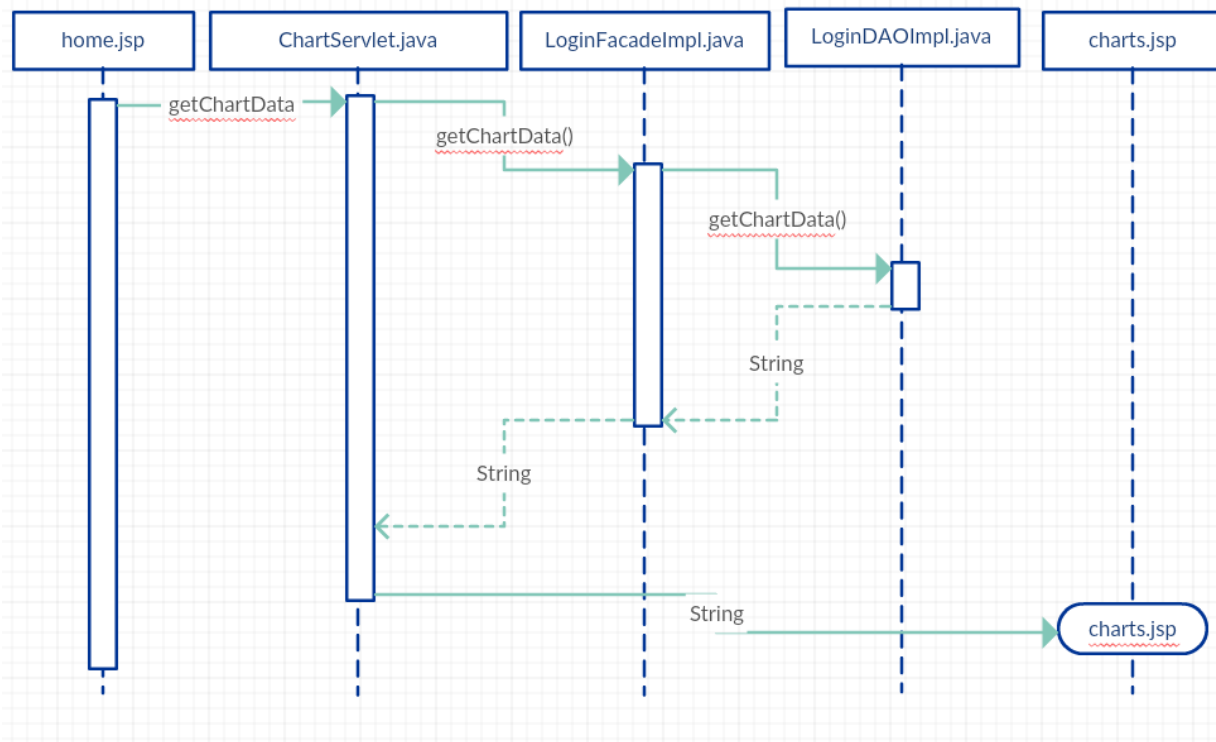 home.jsp
ChartServlet.java
LoginFacadeImpl.java
LoginDAOImpl.java
charts.jsp
getChartData
getChartData()
getChartData()
String
String
String
charts.jsp